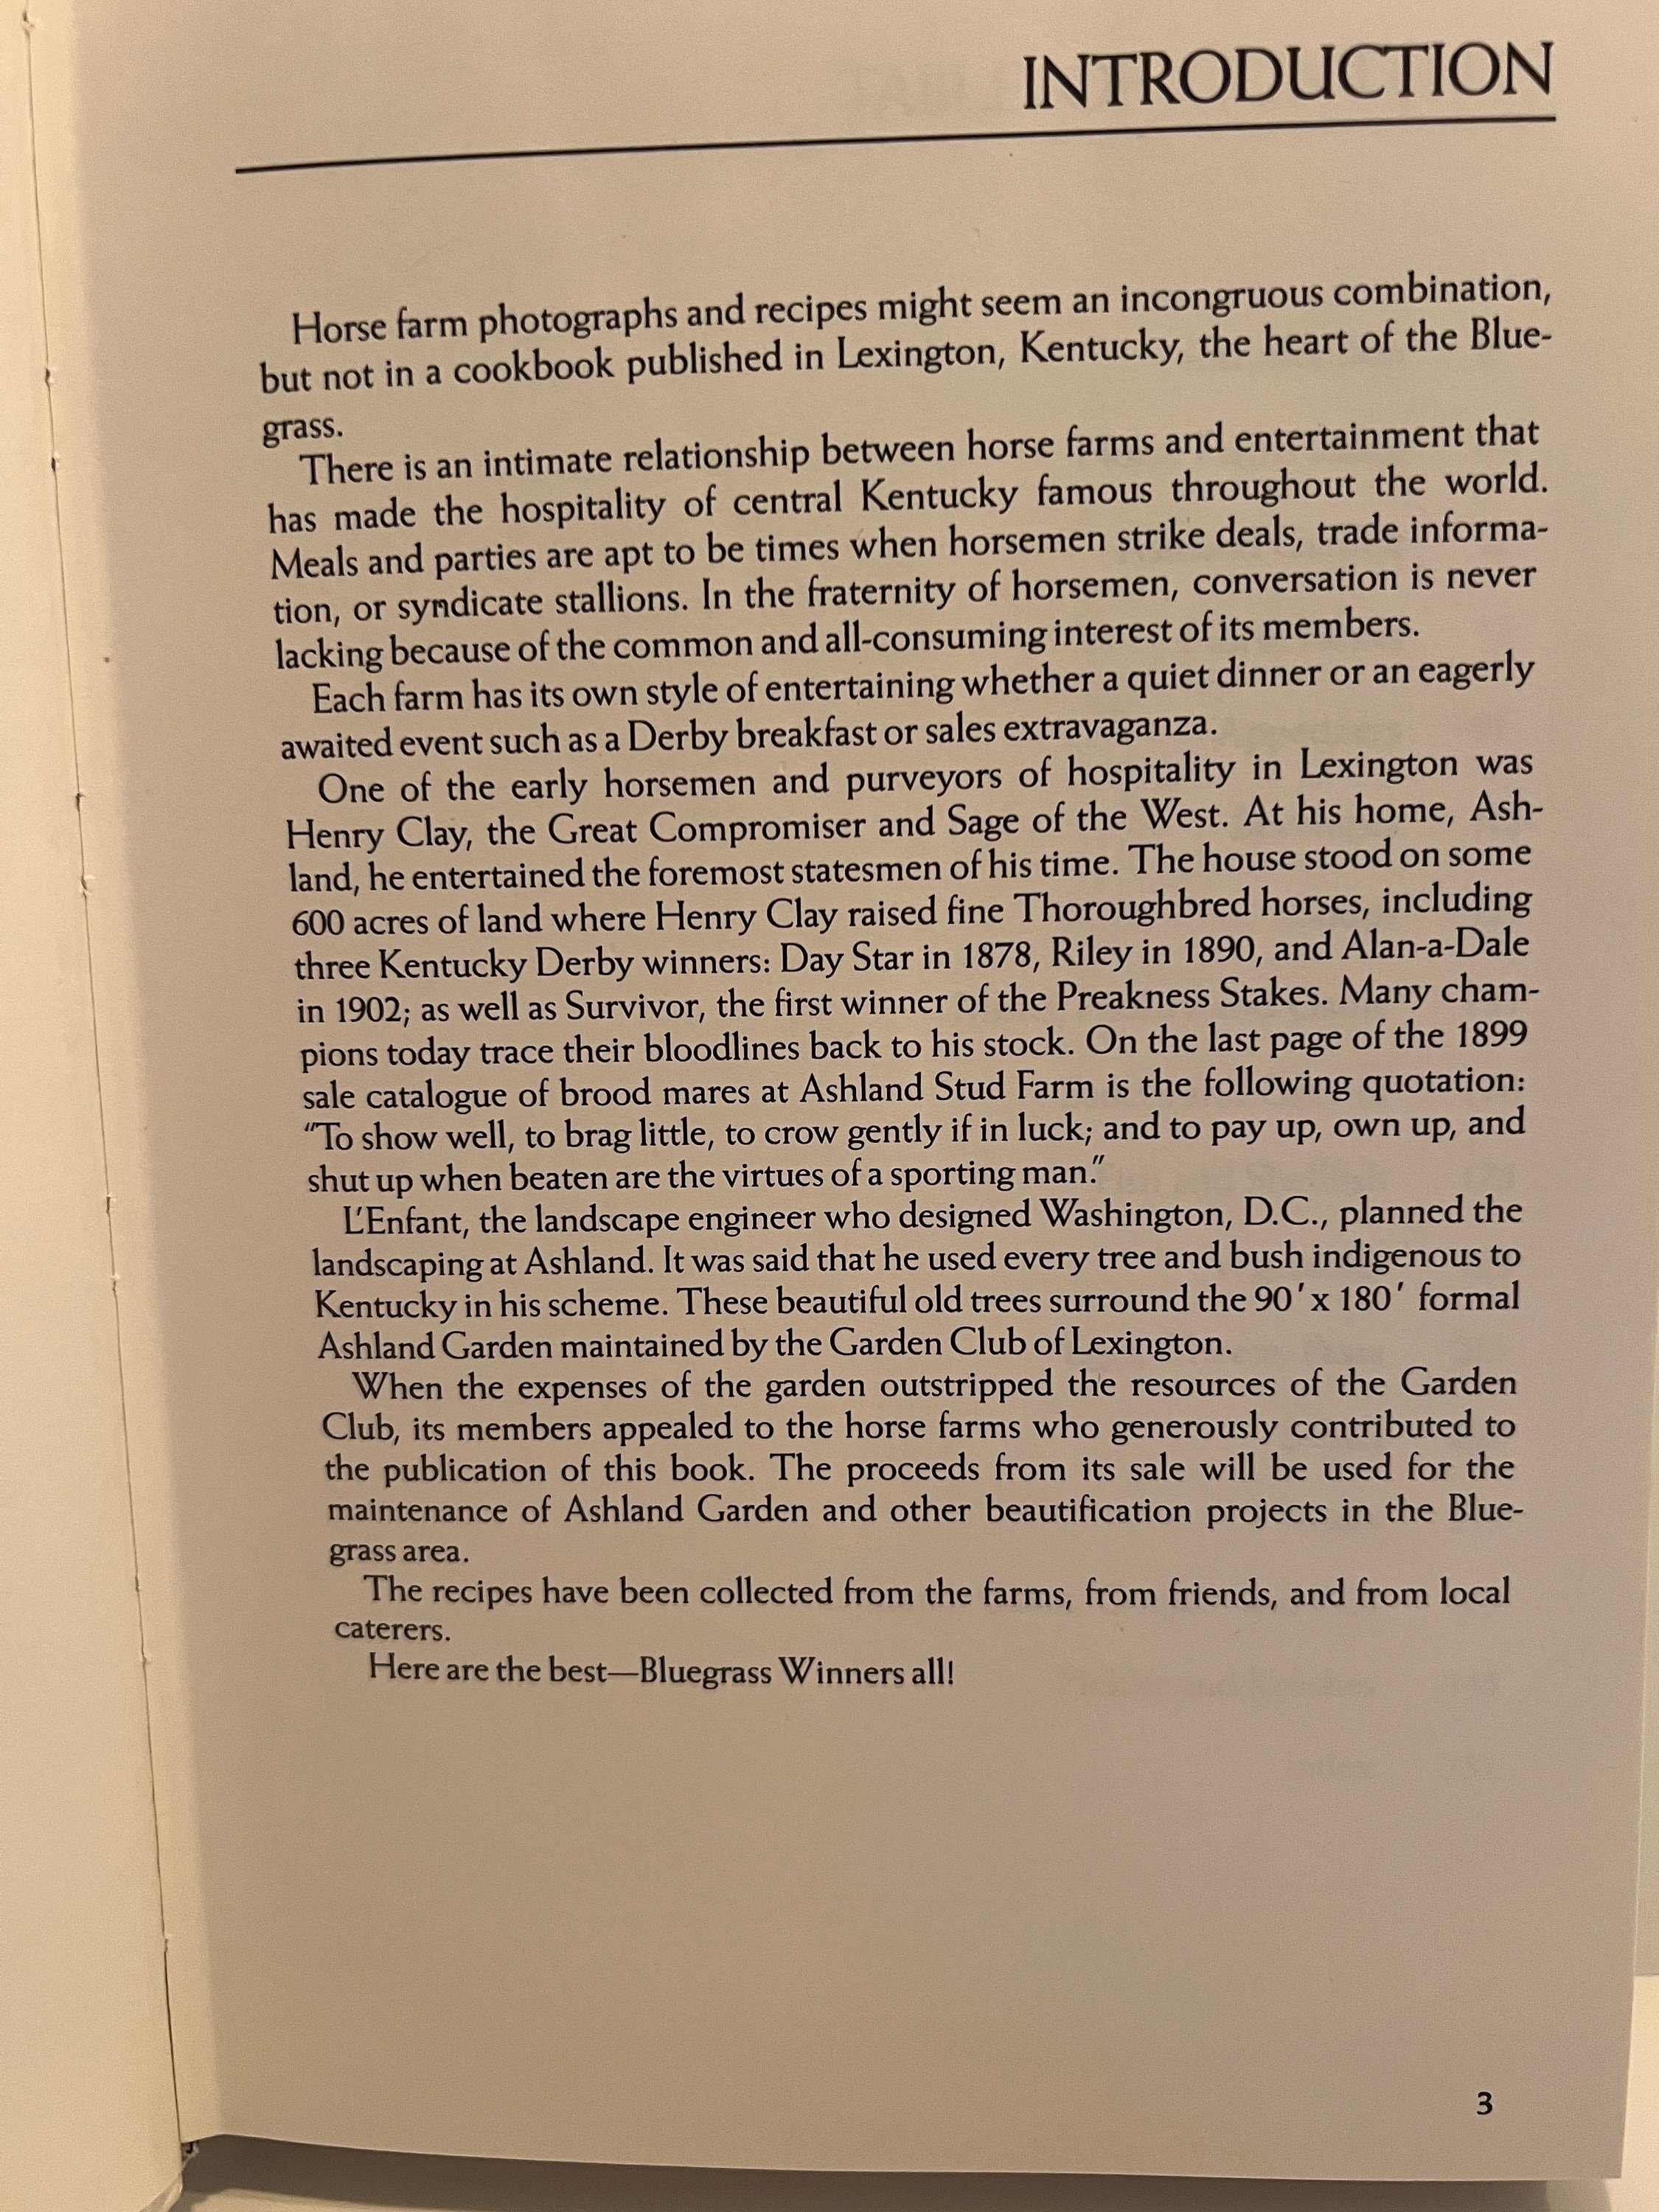 INTRODUCTION
Horse farm photographs and recipes might seem an incongruous combination,
but not in a cookbook published in Lexington, Kentucky, the heart of the Blue-
grass.
There is an intimate relationship between horse farms and entertainment that
has made the hospitality of central Kentucky famous throughout the world.
Meals and parties are apt to be times when horsemen strike deals, trade informa-
tion, or syndicate stallions. In the fraternity of horsemen, conversation is never
lacking because of the common and all-consuming interest of its members.
Each farm has its own style of entertaining whether a quiet dinner or an eagerly
awaited event such as a Derby breakfast or sales extravaganza.
One of the early horsemen and purveyors of hospitality in Lexington was
Henry Clay, the Great Compromiser and Sage of the West. At his home, Ash-
land, he entertained the foremost statesmen of his time. The house stood on some
600 acres of land where Henry Clay raised fine Thoroughbred horses, including
three Kentucky Derby winners: Day Star in 1878, Riley in 1890, and Alan-a-Dale
in 1902; as well as Survivor, the first winner of the Preakness Stakes. Many cham-
pions today trace their bloodlines back to his stock. On the last page of the 1899
sale catalogue of brood mares at Ashland Stud Farm is the following quotation:
“To show well, to brag little, to crow gently if in luck; and to pay up, own up, and
shut up when beaten are the virtues of a sporting man.”
L’Enfant, the landscape engineer who designed Washington, D.C., planned the
landscaping at Ashland. It was said that he used every tree and bush indigenous to
Kentucky in his scheme. These beautiful old trees surround the 90′ x 180′ formal
Ashland Garden maintained by the Garden Club of Lexington.
When the expenses of the garden outstripped the resources of the Garden
Club, its members appealed to the horse farms who generously contributed to
the publication of this book. The proceeds from its sale will be used for the
maintenance of Ashland Garden and other beautification projects in the Blue-
grass area.
The recipes have been collected from the farms, from friends, and from local
caterers.
Here are the best—Bluegrass Winners all!
3